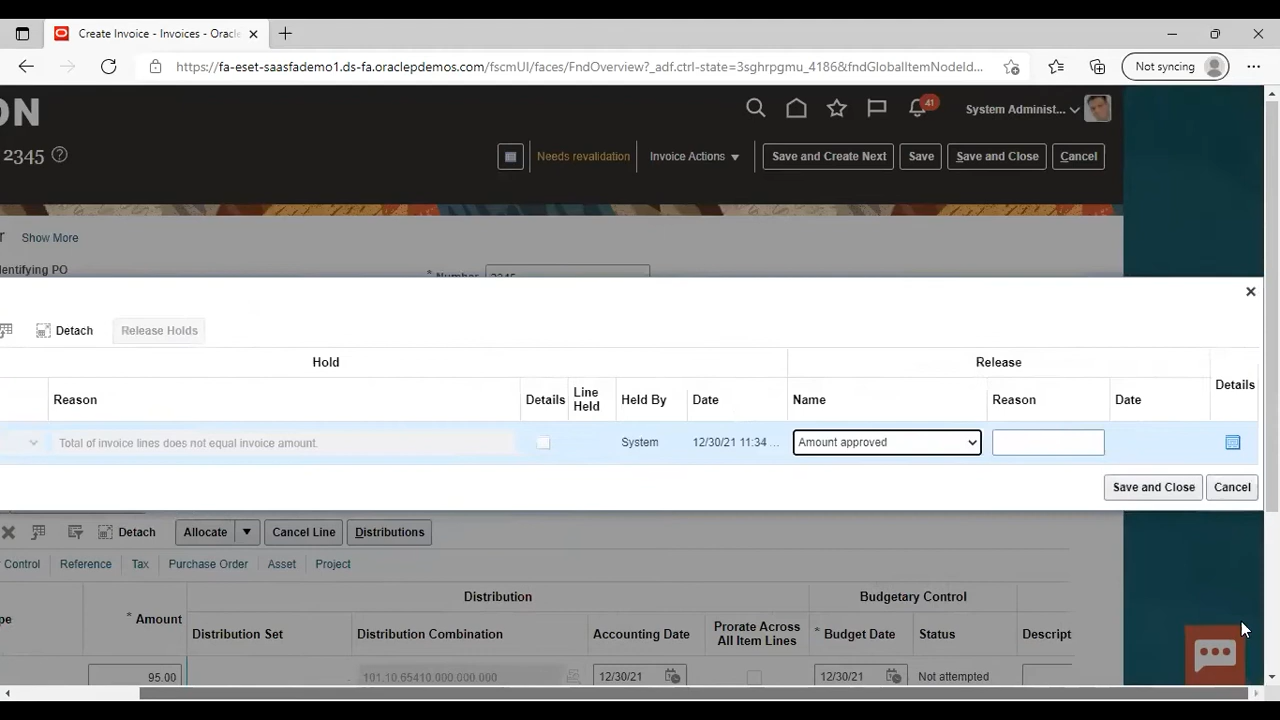 Create Invoice - Invoices - Oracle
https://fa-eset-saasfademo1.ds-fa.oraclepdemos.com/fscmUI/faces/FndOverview?_adf.ctrl-state=3sghrpgmu_4186&fndGlobalItemNodeId...
Not syncing
ON
41
System Administ...
2345
Needs revalidation
Invoice Actions
Save and Create Next
Save
Save and Close
Cancel
Show More
dentifying PO
* Number 2345
Detach
Release Holds
Hold
Release
Details
Reason
Details
Line Held
Held By
Date
Name
Reason
Date
Total of invoice lines does not equal invoice amount.
System
12/30/21 11:34 ...
Amount approved
Save and Close
Cancel
Detach
Allocate
Cancel Line
Distributions
Control
Reference
Tax
Purchase Order
Asset
Project
Distribution
Budgetary Control
pe
* Amount
Distribution Set
Distribution Combination
Accounting Date
Prorate Across All Item Lines
* Budget Date
Status
Descript
95.00
101.10.65410.000.000.000
12/30/21
12/30/21
Not attempted